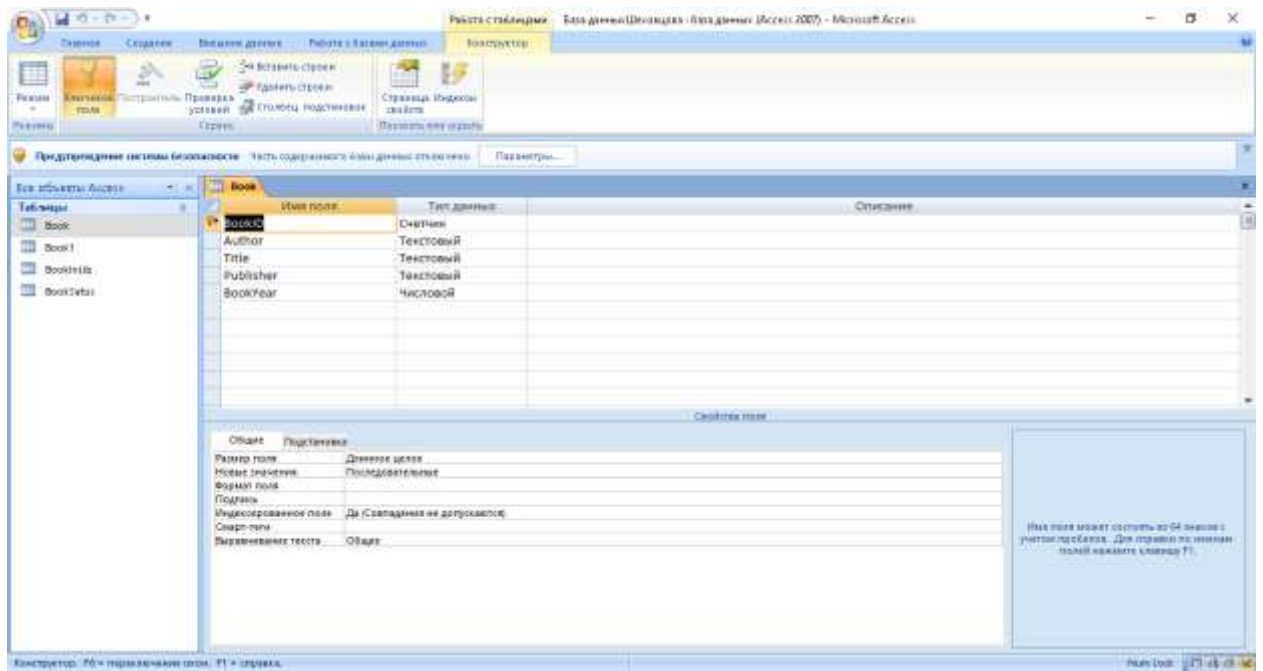 Работа с таблицами База данных - база данных (Access 2007) - Microsoft Access
Главная Создание Внешние данные Работа с базами данных Конструктор
Режим
Ключевое поле
Построитель
Проверка условий
Вставить строки
Удалить строки
Столбец подстановок
Страница свойств
Индексы
Режимы Сервис Показать или скрыть
Предупреждение системы безопасности Часть содержимого базы данных отключено Параметры...
Все объекты Access
Таблицы
Book
Book1
BookInLib
Book
Имя поля Тип данных Описание
BookID Счетчик
Author Текстовый
Title Текстовый
Publisher Текстовый
BookYear Числовой
Свойства поля
Общие Подстановка
Размер поля Длинное целое
Новые значения Последовательные
Формат поля
Подпись
Индексированное поле Да (Совпадения не допускаются)
Смарт-теги
Выравнивание текста Общее
Имя поля может состоять из 64 знаков с
учетом пробелов. Для справки по именам
полей нажмите клавишу F1.
Конструктор. F6 = переключение окон. F1 = справка. Num Lock